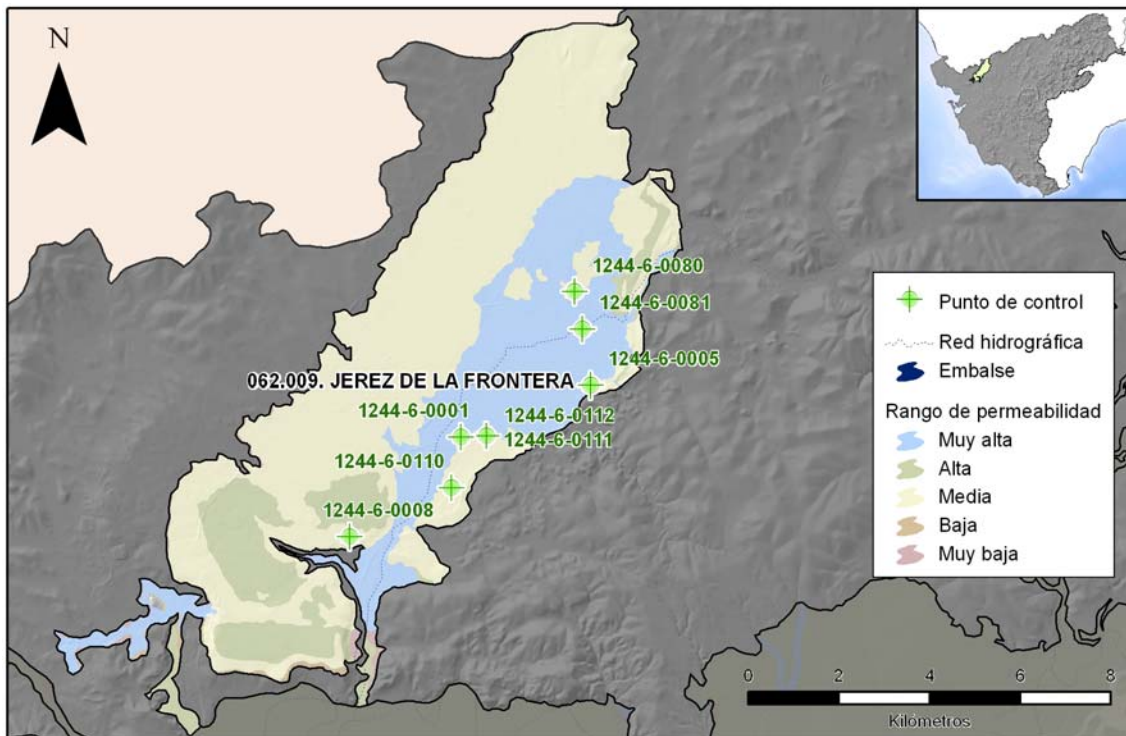 N
1244-6-0080
1244-6-0081
1244-6-0005
062.009. JEREZ DE LA FRONTERA
1244-6-0001
1244-6-0112
1244-6-0111
1244-6-0110
1244-6-0008
Punto de control
Red hidrográfica
Embalse
Rango de permeabilidad
Muy alta
Alta
Media
Baja
Muy baja
0 2 4 6 8
Kilómetros